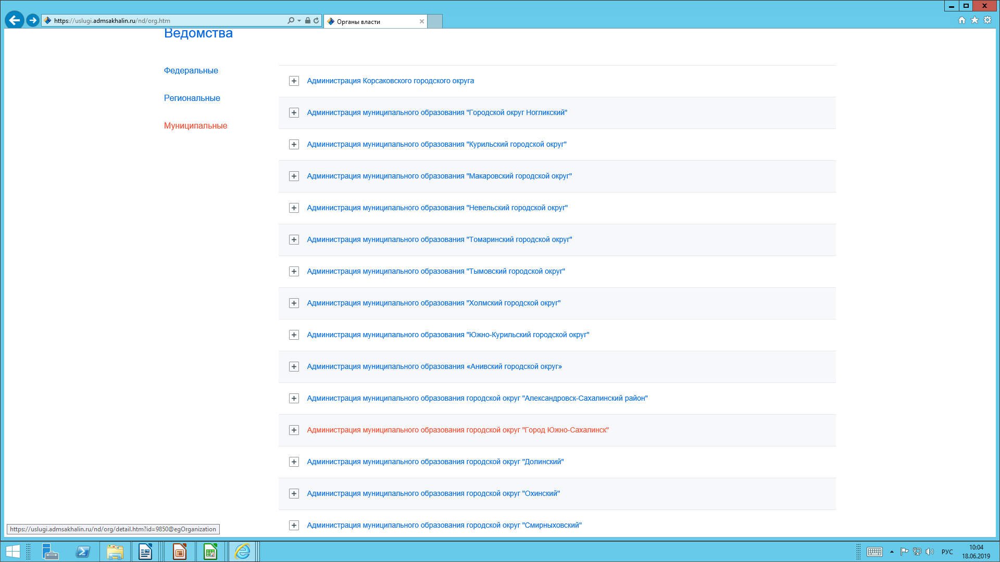 https://uslugi.admsakhalin.ru/nd/org.htm
Органы власти
Ведомства
Федеральные
Региональные
Муниципальные
Администрация Корсаковского городского округа
Администрация муниципального образования "Городской округ Ногликский"
Администрация муниципального образования "Курильский городской округ"
Администрация муниципального образования "Макаровский городской округ"
Администрация муниципального образования "Невельский городской округ"
Администрация муниципального образования "Томаринский городской округ"
Администрация муниципального образования "Тымовский городской округ"
Администрация муниципального образования "Холмский городской округ"
Администрация муниципального образования "Южно-Курильский городской округ"
Администрация муниципального образования «Анивский городской округ»
Администрация муниципального образования городской округ "Александровск-Сахалинский район"
Администрация муниципального образования городской округ "Город Южно-Сахалинск"
Администрация муниципального образования городской округ "Долинский"
Администрация муниципального образования городской округ "Охинский"
Администрация муниципального образования городской округ "Смирныховский"
https://uslugi.admsakhalin.ru/nd/org/detail.htm?id=9850@egOrganization
РУС
10:04
18.06.2019